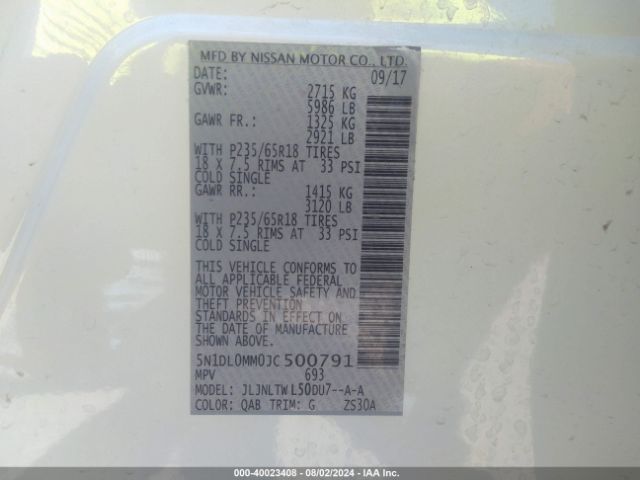 MFD BY NISSAN MOTOR CO., LTD.
DATE: 09/17
GVWR: 2715 KG
5986 LB
GAWR FR.: 1325 KG
2921 LB
WITH P235/65R18 TIRES
18 X 7.5 RIMS AT 33 PSI
COLD SINGLE
GAWR RR.: 1415 KG
3120 LB
WITH P235/65R18 TIRES
18 X 7.5 RIMS AT 33 PSI
COLD SINGLE
THIS VEHICLE CONFORMS TO
ALL APPLICABLE FEDERAL
MOTOR VEHICLE SAFETY AND
THEFT PREVENTION
STANDARDS IN EFFECT ON
THE DATE OF MANUFACTURE
SHOWN ABOVE
5N1DL0MM0JC500791
MPV 693
MODEL: JLJNLTWL50DU7--A-A
COLOR: QAB TRIM: G ZS30A
000-40023408 - 08/02/2024 - IAA Inc.